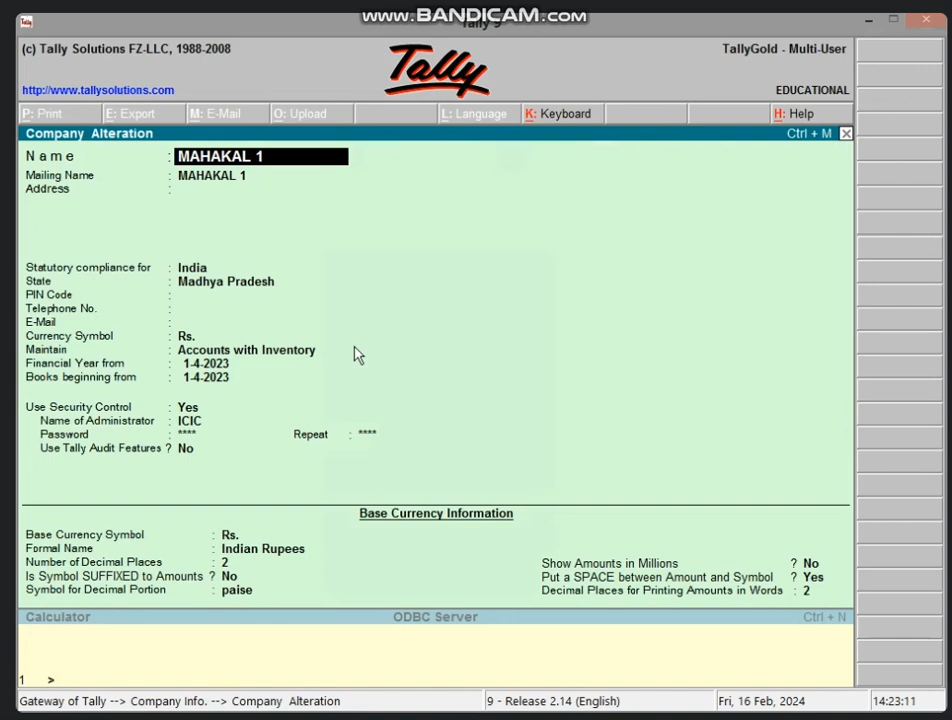 WWW.BANDICAM.COM
Tally 9
(c) Tally Solutions FZ-LLC, 1988-2008
Tally
TallyGold - Multi-User
http://www.tallysolutions.com
EDUCATIONAL
P: Print E: Export M: E-Mail O: Upload L: Language K: Keyboard H: Help
Company Alteration Ctrl + M
Name : MAHAKAL 1
Mailing Name : MAHAKAL 1
Address :
Statutory compliance for : India
State : Madhya Pradesh
PIN Code :
Telephone No. :
E-Mail :
Currency Symbol : Rs.
Maintain : Accounts with Inventory
Financial Year from : 1-4-2023
Books beginning from : 1-4-2023
Use Security Control : Yes
Name of Administrator : ICIC
Password : **** Repeat : ****
Use Tally Audit Features ? No
Base Currency Information
Base Currency Symbol : Rs.
Formal Name : Indian Rupees
Number of Decimal Places : 2 Show Amounts in Millions ? No
Is Symbol SUFFIXED to Amounts ? No Put a SPACE between Amount and Symbol ? Yes
Symbol for Decimal Portion : paise Decimal Places for Printing Amounts in Words : 2
Calculator ODBC Server Ctrl + N
1 >
Gateway of Tally --> Company Info. --> Company Alteration 9 - Release 2.14 (English) Fri, 16 Feb, 2024 14:23:11